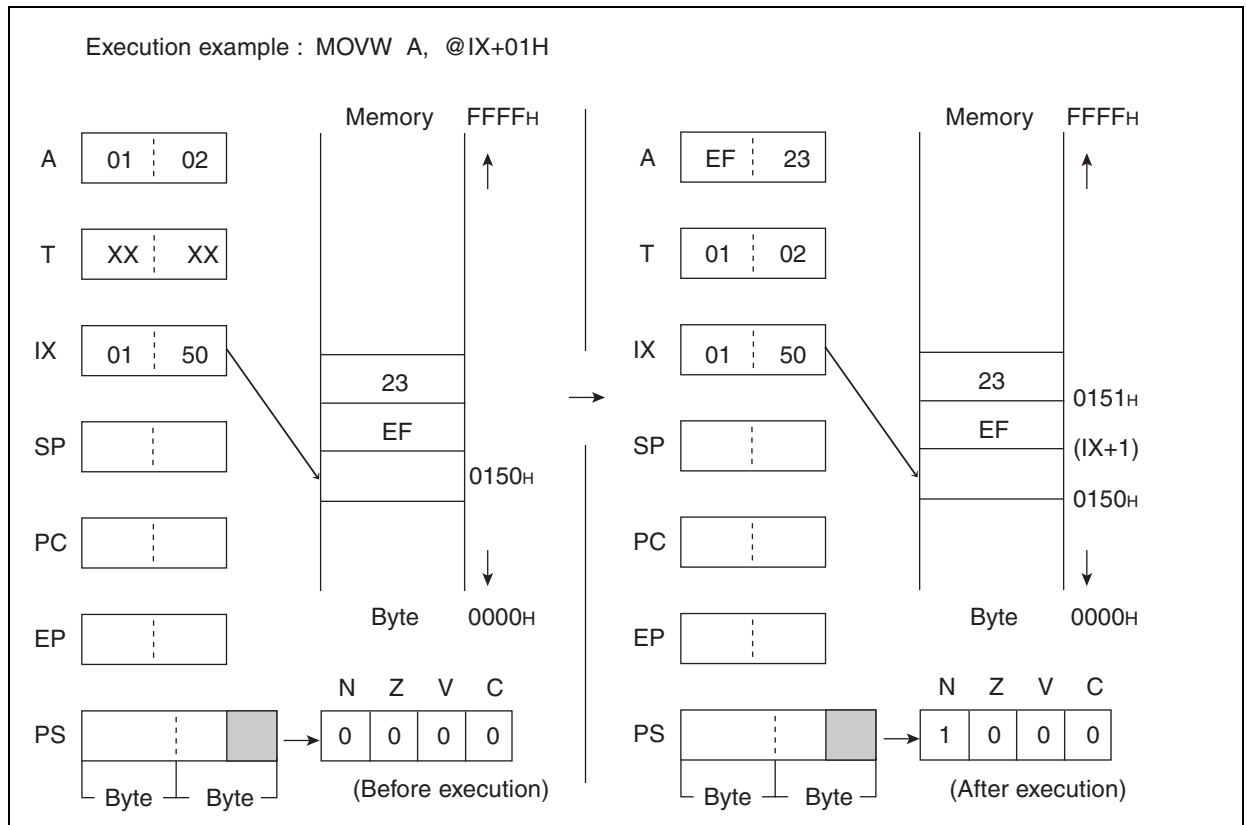 Execution example : MOVW A, @IX+01H
Memory FFFFH
A 01 02
T XX XX
IX 01 50
23
EF
SP
0150H
PC
Byte 0000H
EP
N Z V C
PS 0 0 0 0
Byte Byte (Before execution)
Memory FFFFH
A EF 23
T 01 02
IX 01 50
23
0151H
EF
SP (IX+1)
0150H
PC
Byte 0000H
EP
N Z V C
PS 1 0 0 0
Byte Byte (After execution)